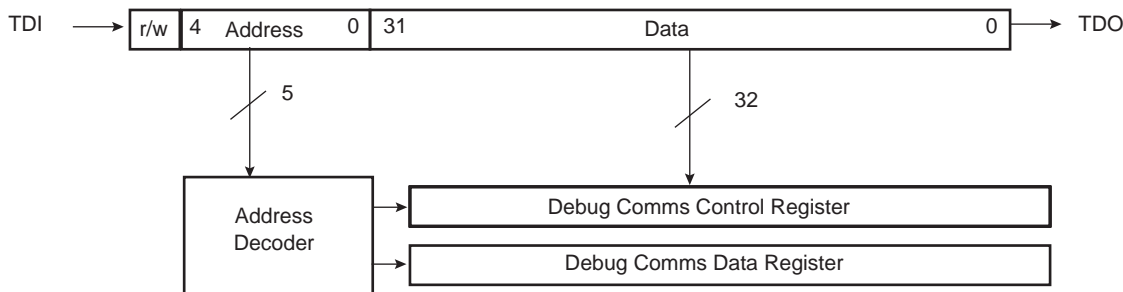 TDI r/w 4 Address 0 31 Data 0 TDO
5
32
Address
Decoder
Debug Comms Control Register
Debug Comms Data Register